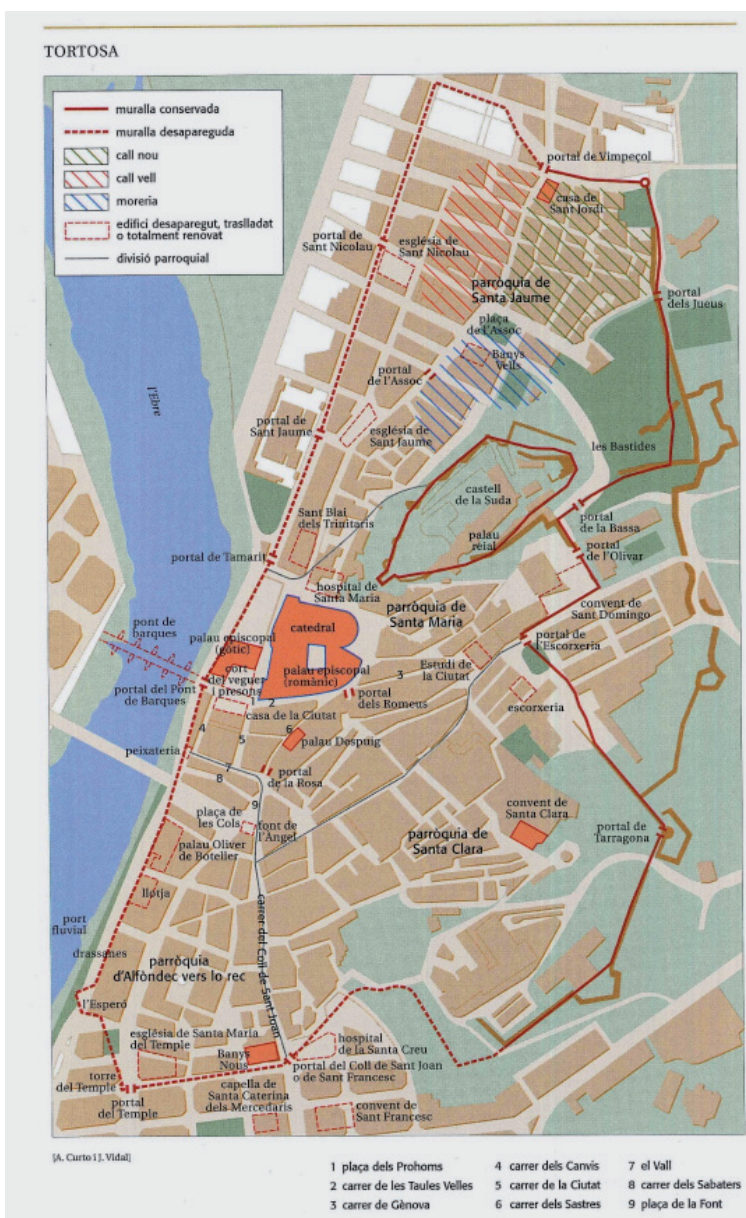 TORTOSA
muralla conservada
muralla desapareguda
call nou
call vell
moreria
edifici desaparegut, traslladat
o totalment renovat
divisió parroquial
portal de Vimpeçol
casa de
Sant Jordi
portal de
Sant Nicolau
església de
Sant Nicolau
parròquia de
Santa Jaume
portal
dels Jueus
plaça
de l'Assoc
Banys
Vells
portal
de l'Assoc
l'Ebre
portal de
Sant Jaume
església de
Sant Jaume
les Bastides
castell
de la Suda
Sant Blai
dels Trinitaris
palau
reial
portal
de la Bassa
portal
de l'Olivar
portal de Tamarit
hospital de
Santa Maria
parròquia de
Santa Maria
convent de
Sant Domingo
catedral
pont de
barques
palau episcopal
(gòtic)
portal de
l'Escorxeria
palau episcopal
(romànic)
Estudi de
la Ciutat
3
cort
del veguer
i presons
portal del Pont
de Barques
1
2
portal
dels Romeus
escorxeria
casa de la Ciutat
4
5
6
palau Despuig
peixateria
7
8
portal
de la Rosa
9
plaça de
les Cols
font de
l'Àngel
convent de
Santa Clara
portal de
Tarragona
parròquia de
Santa Clara
palau Oliver
de Boteller
llotja
port
fluvial
drassanes
carrer del Coll de Sant Joan
parròquia
d'Alfòndec vers lo rec
l'Esperó
església de Santa Maria
del Temple
Banys
Nous
hospital
de la Santa Creu
portal del Coll de Sant Joan
o de Sant Francesc
torre
del Temple
portal
del Temple
capella de
Santa Caterina
dels Mercedaris
convent de
Sant Francesc
[A. Curto i J. Vidal]
1 plaça dels Prohoms
2 carrer de les Taules Velles
3 carrer de Gènova
4 carrer dels Canvis
5 carrer de la Ciutat
6 carrer dels Sastres
7 el Vall
8 carrer dels Sabaters
9 plaça de la Font